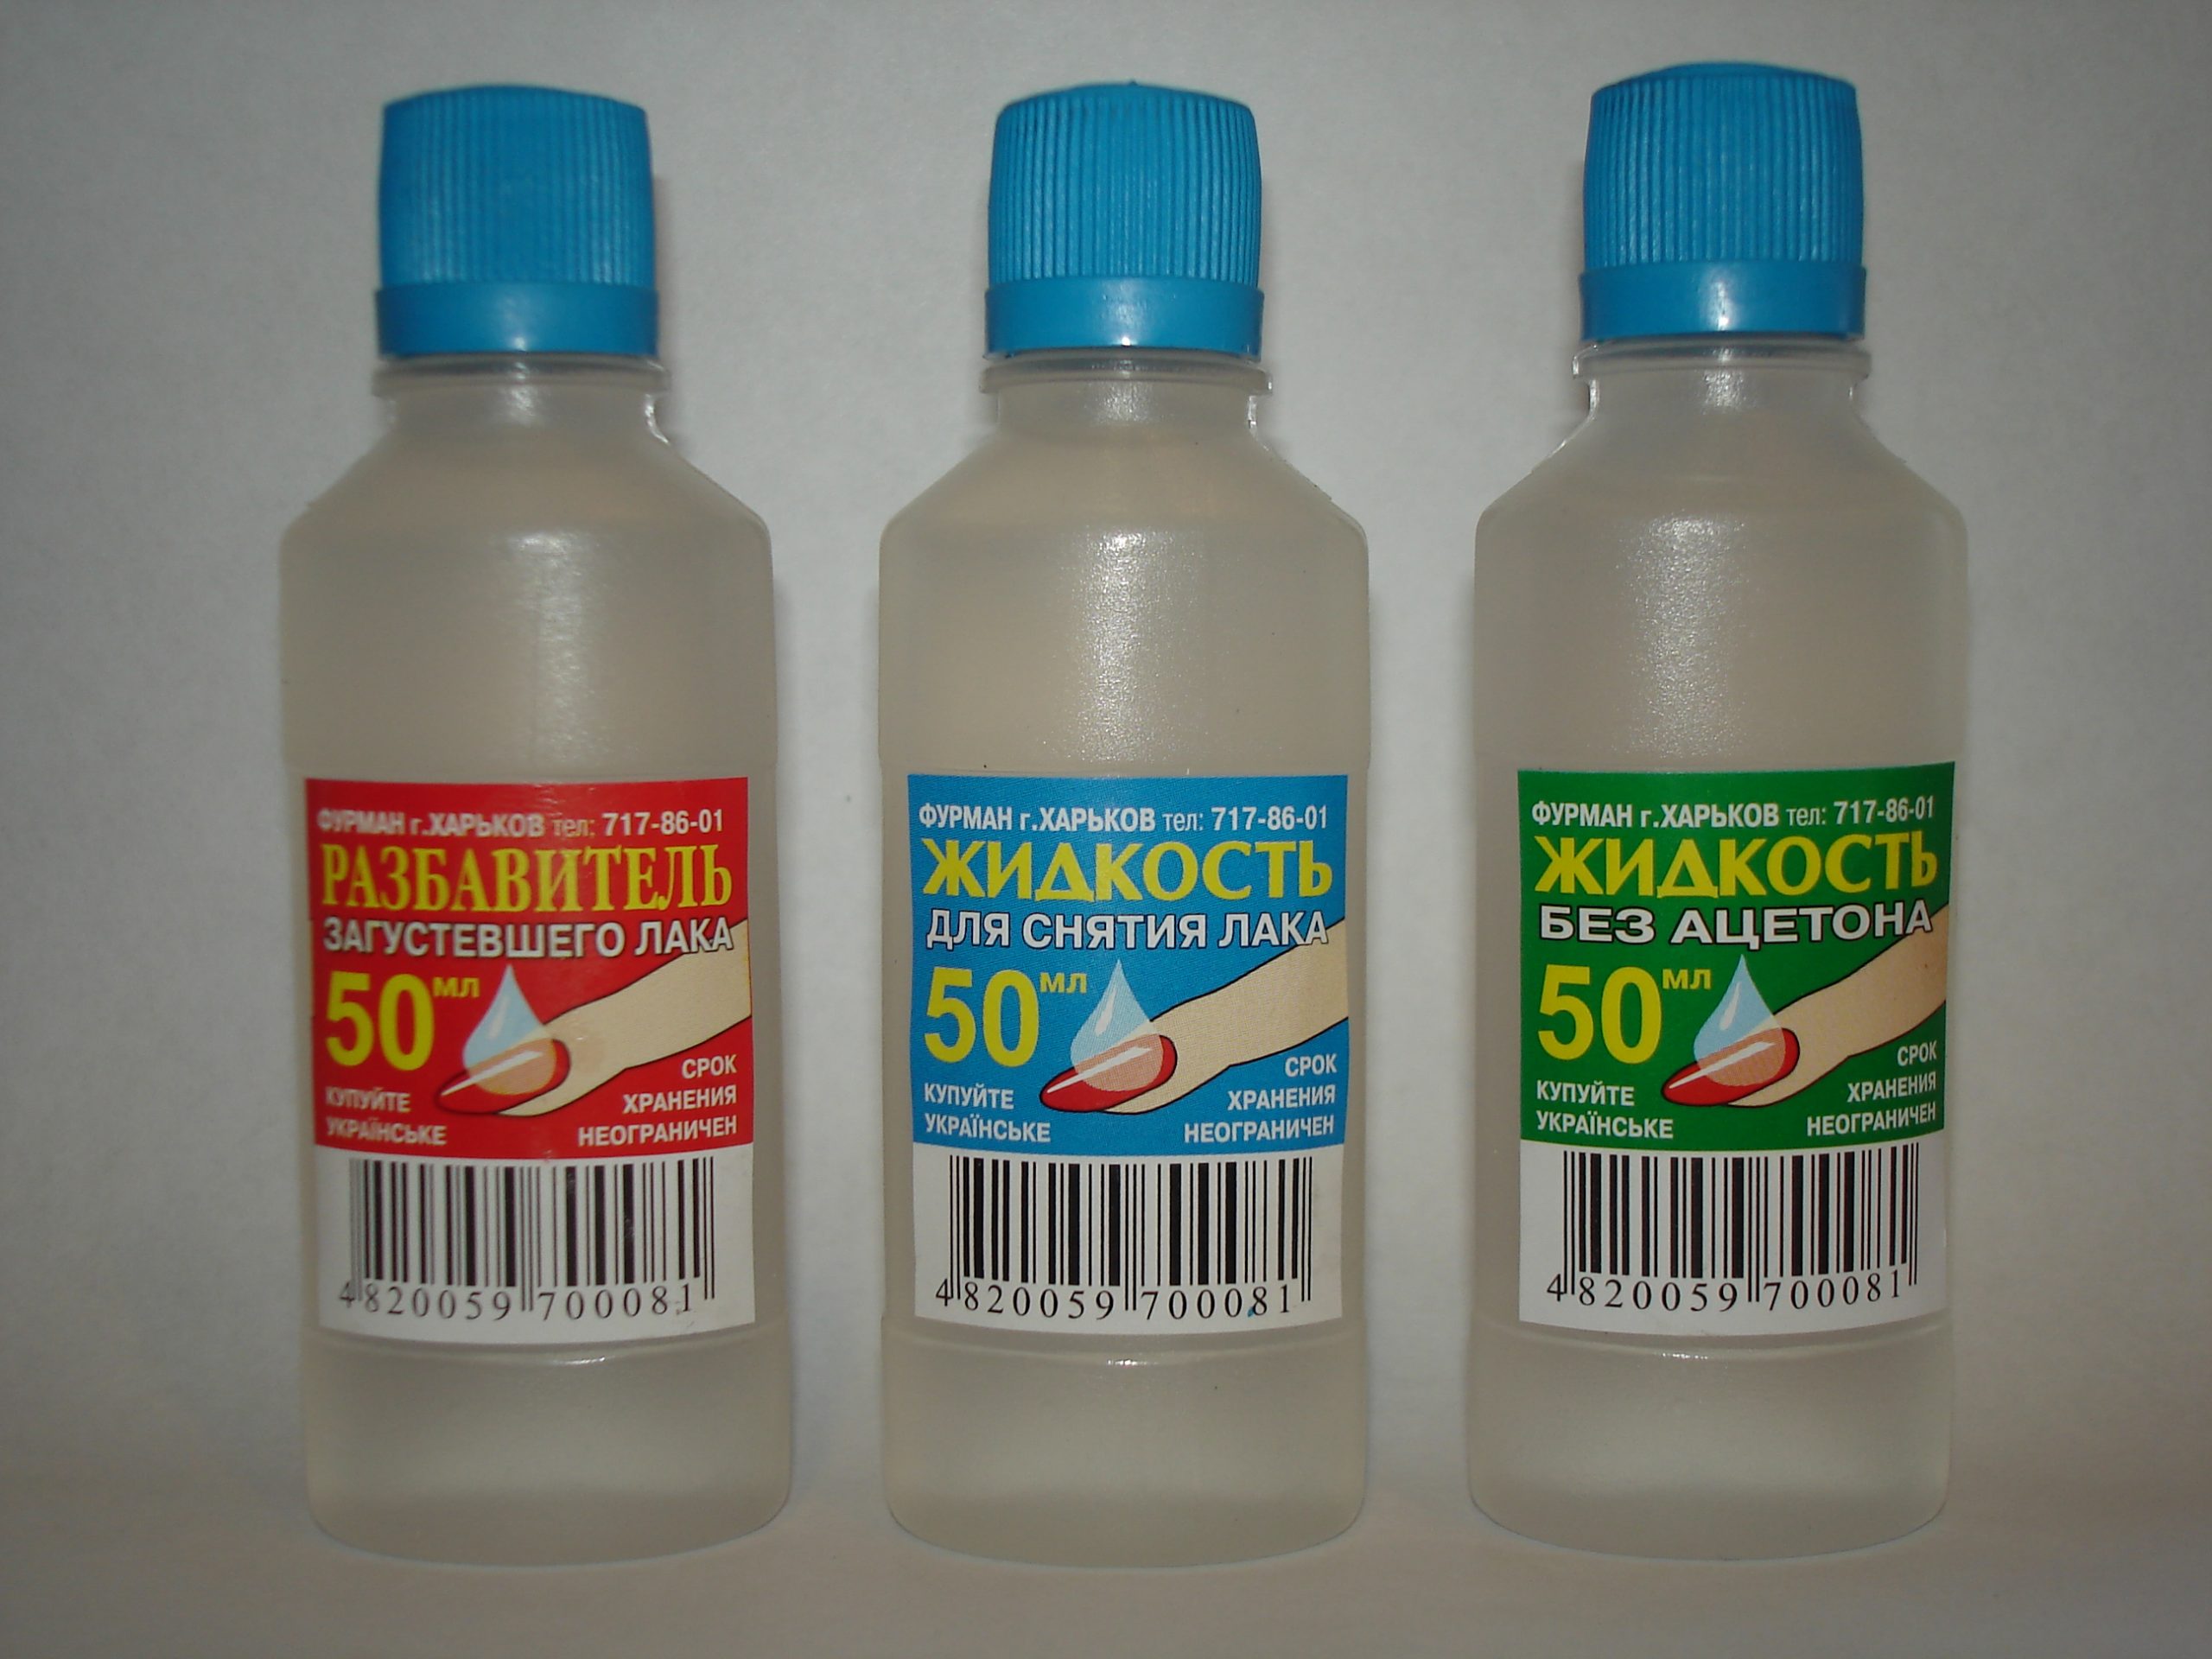 ФУРМАН г.ХАРЬКОВ тел: 717-86-01
РАЗБАВИТЕЛЬ
ЗАГУСТЕВШЕГО ЛАКА
50 мл
КУПУЙТЕ
УКРАЇНСЬКЕ
СРОК
ХРАНЕНИЯ
НЕОГРАНИЧЕН
4 820059 700081
ФУРМАН г.ХАРЬКОВ тел: 717-86-01
ЖИДКОСТЬ
ДЛЯ СНЯТИЯ ЛАКА
50 мл
КУПУЙТЕ
УКРАЇНСЬКЕ
СРОК
ХРАНЕНИЯ
НЕОГРАНИЧЕН
4 820059 700081
ФУРМАН г.ХАРЬКОВ тел: 717-86-01
ЖИДКОСТЬ
БЕЗ АЦЕТОНА
50 мл
КУПУЙТЕ
УКРАЇНСЬКЕ
СРОК
ХРАНЕНИЯ
НЕОГРАНИЧЕН
4 820059 700081